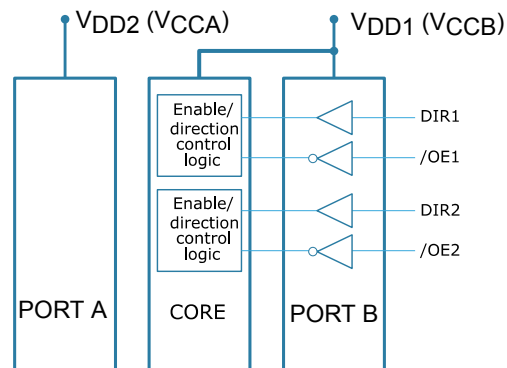 VDD2 (VCCA)
VDD1 (VCCB)
Enable/
direction
control
logic
DIR1
/OE1
Enable/
direction
control
logic
DIR2
/OE2
PORT A
CORE
PORT B